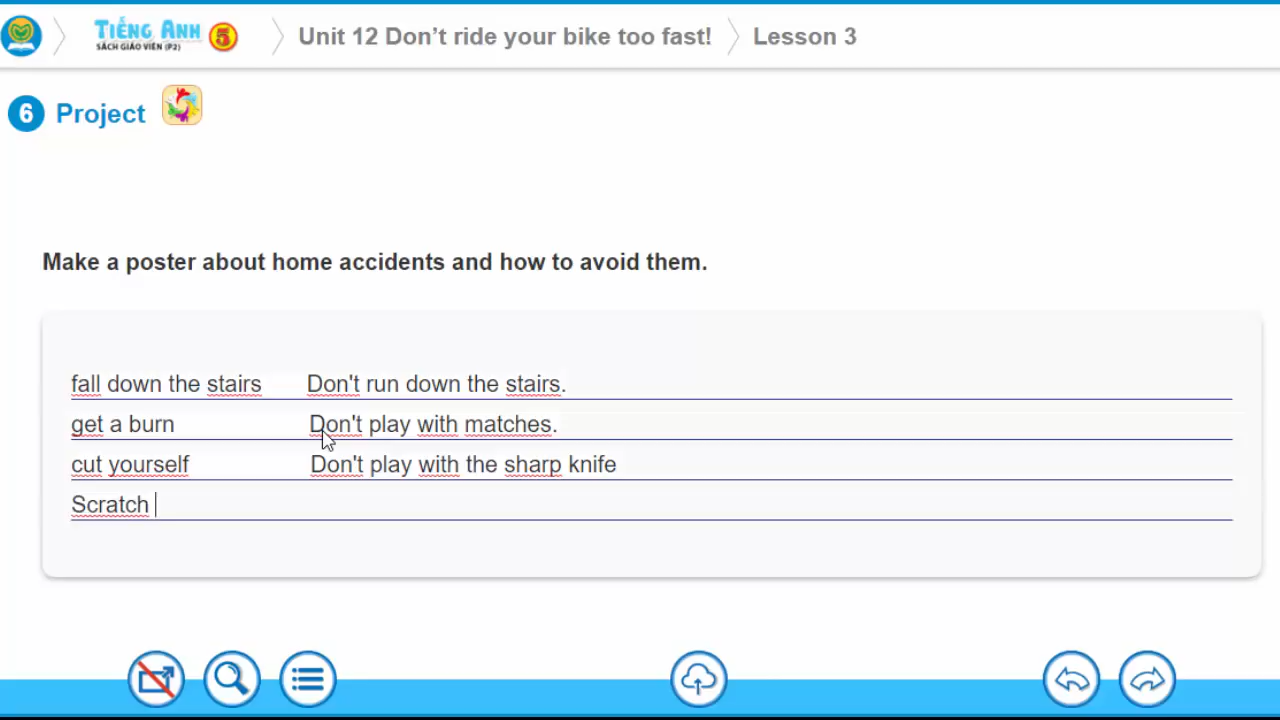 TIẾNG ANH 5
SÁCH GIÁO VIÊN (P2)
Unit 12 Don’t ride your bike too fast!
Lesson 3
6 Project
Make a poster about home accidents and how to avoid them.
fall down the stairs Don't run down the stairs.
get a burn Don't play with matches.
cut yourself Don't play with the sharp knife
Scratch